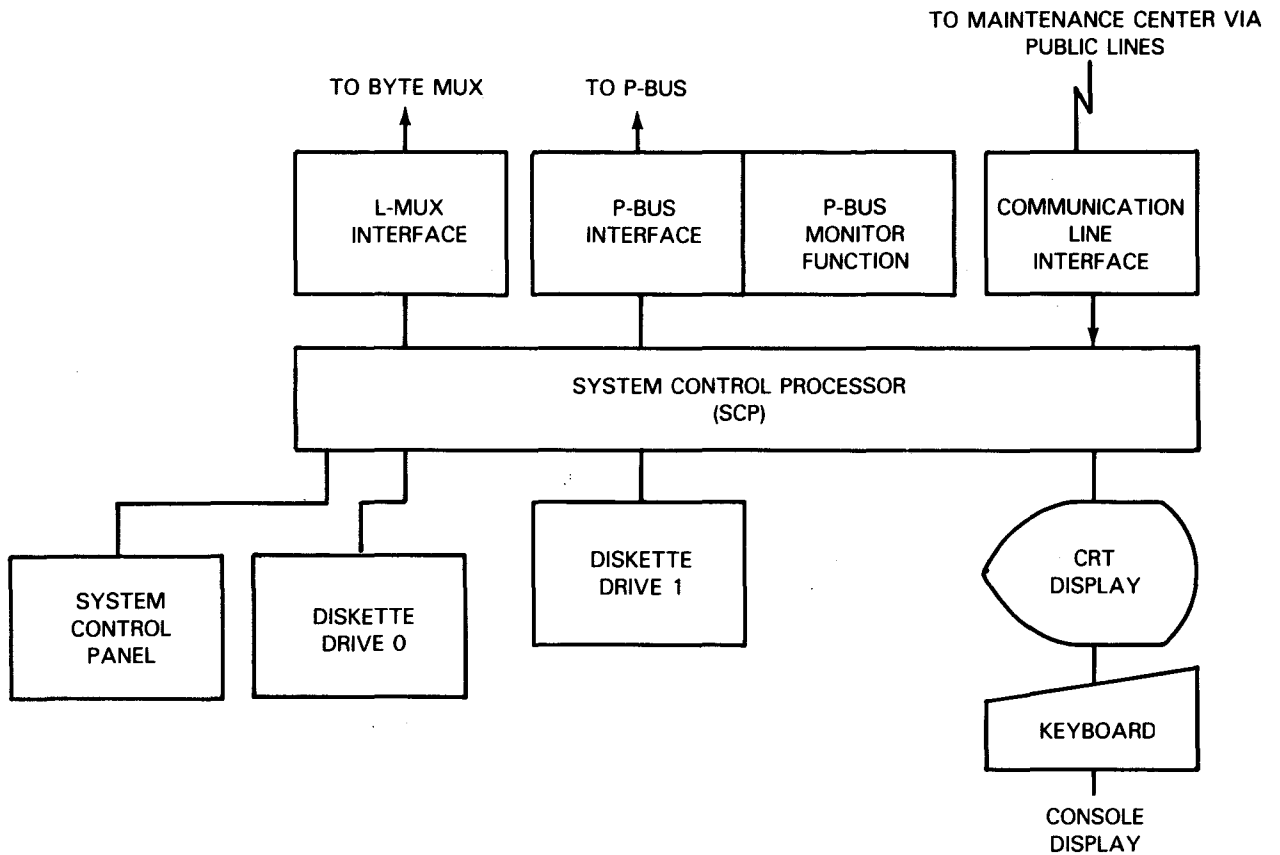 TO MAINTENANCE CENTER VIA
PUBLIC LINES
TO BYTE MUX
TO P-BUS
L-MUX
INTERFACE
P-BUS
INTERFACE
P-BUS
MONITOR
FUNCTION
COMMUNICATION
LINE
INTERFACE
SYSTEM CONTROL PROCESSOR
(SCP)
SYSTEM
CONTROL
PANEL
DISKETTE
DRIVE 0
DISKETTE
DRIVE 1
CRT
DISPLAY
KEYBOARD
CONSOLE
DISPLAY